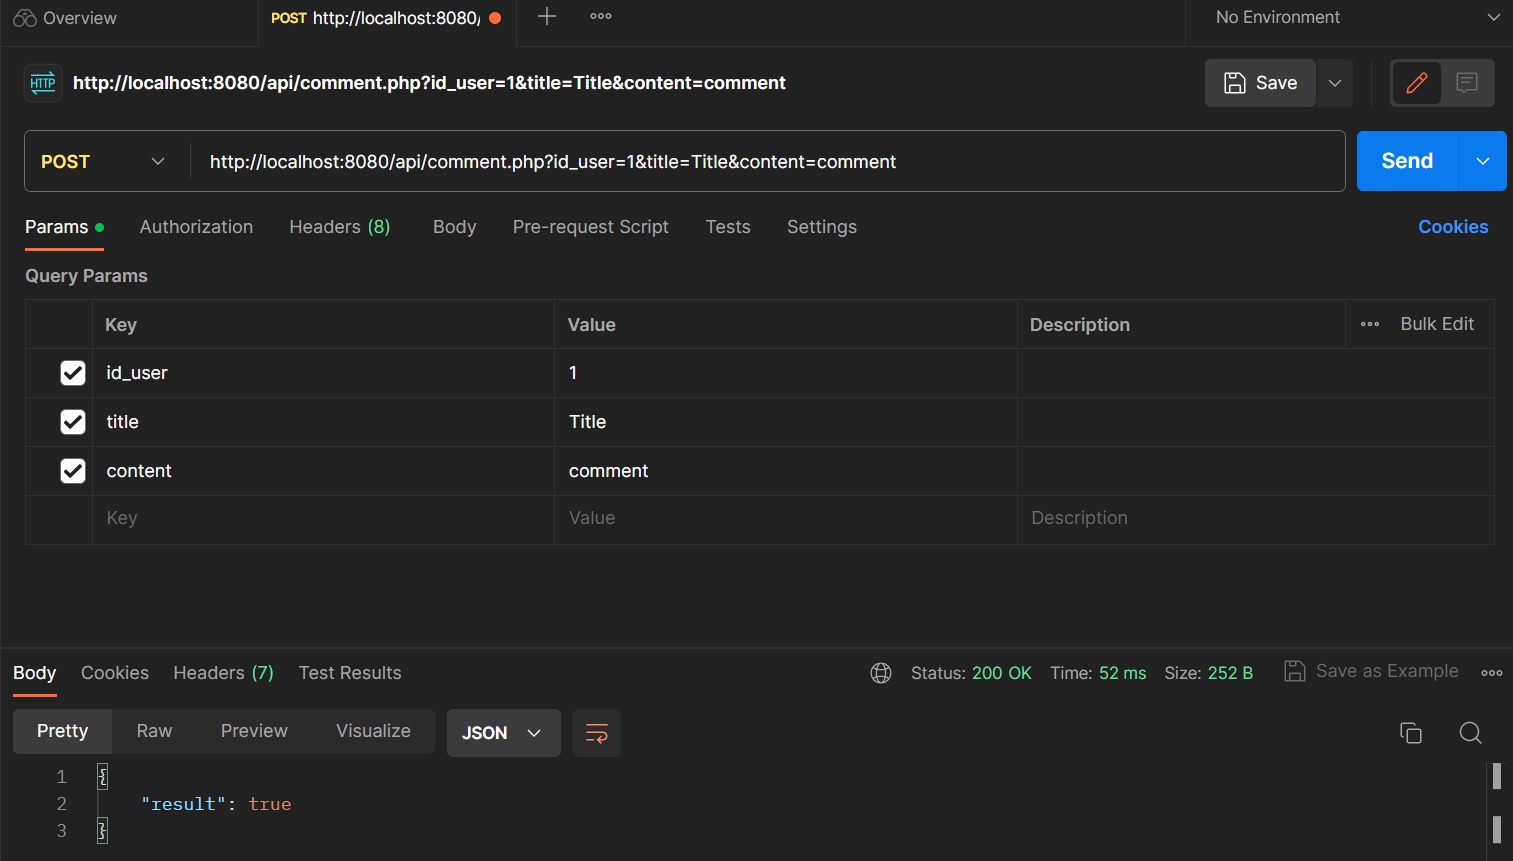 Overview POST http://localhost:8080/ No Environment
HTTP http://localhost:8080/api/comment.php?id_user=1&title=Title&content=comment Save
POST http://localhost:8080/api/comment.php?id_user=1&title=Title&content=comment Send
Params Authorization Headers (8) Body Pre-request Script Tests Settings Cookies
Query Params
Key Value Description Bulk Edit
id_user 1
title Title
content comment
Key Value Description
Body Cookies Headers (7) Test Results Status: 200 OK Time: 52 ms Size: 252 B Save as Example
Pretty Raw Preview Visualize JSON
1 {
2 "result": true
3 }